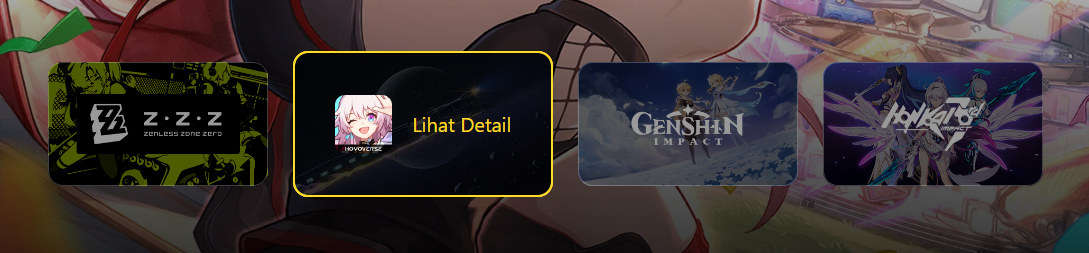 Z·Z·Z
ZENLESS ZONE ZERO
HOYOVERSE
Lihat Detail
GENSHIN
IMPACT
HONKAI
IMPACT